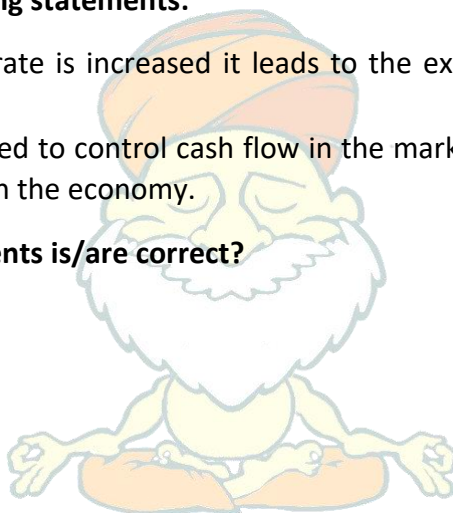 ng statements:
rate is increased it leads to the ex
ed to control cash flow in the mark
the economy.
ents is/are correct?